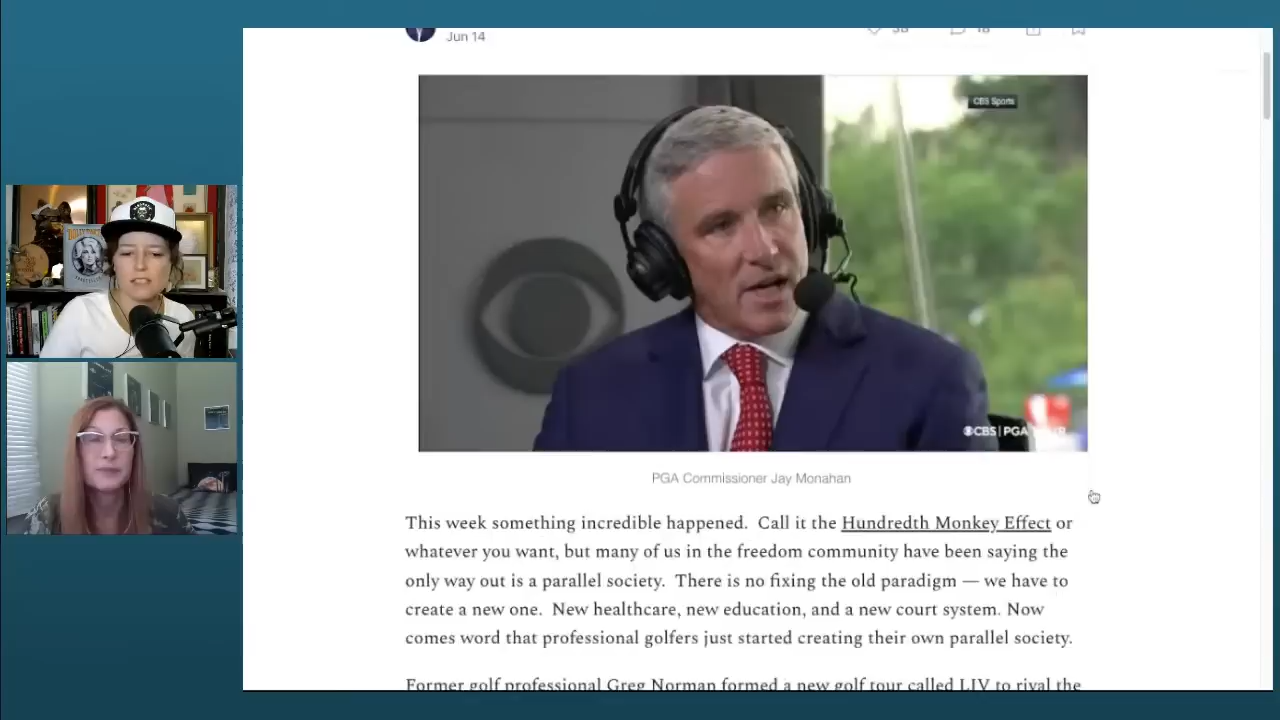 Jun 14
38
18
CBS Sports
CBS | PGA TOUR
PGA Commissioner Jay Monahan
This week something incredible happened.  Call it the Hundredth Monkey Effect or
whatever you want, but many of us in the freedom community have been saying the
only way out is a parallel society.  There is no fixing the old paradigm — we have to
create a new one.  New healthcare, new education, and a new court system. Now
comes word that professional golfers just started creating their own parallel society.
Former golf professional Greg Norman formed a new golf tour called LIV to rival the